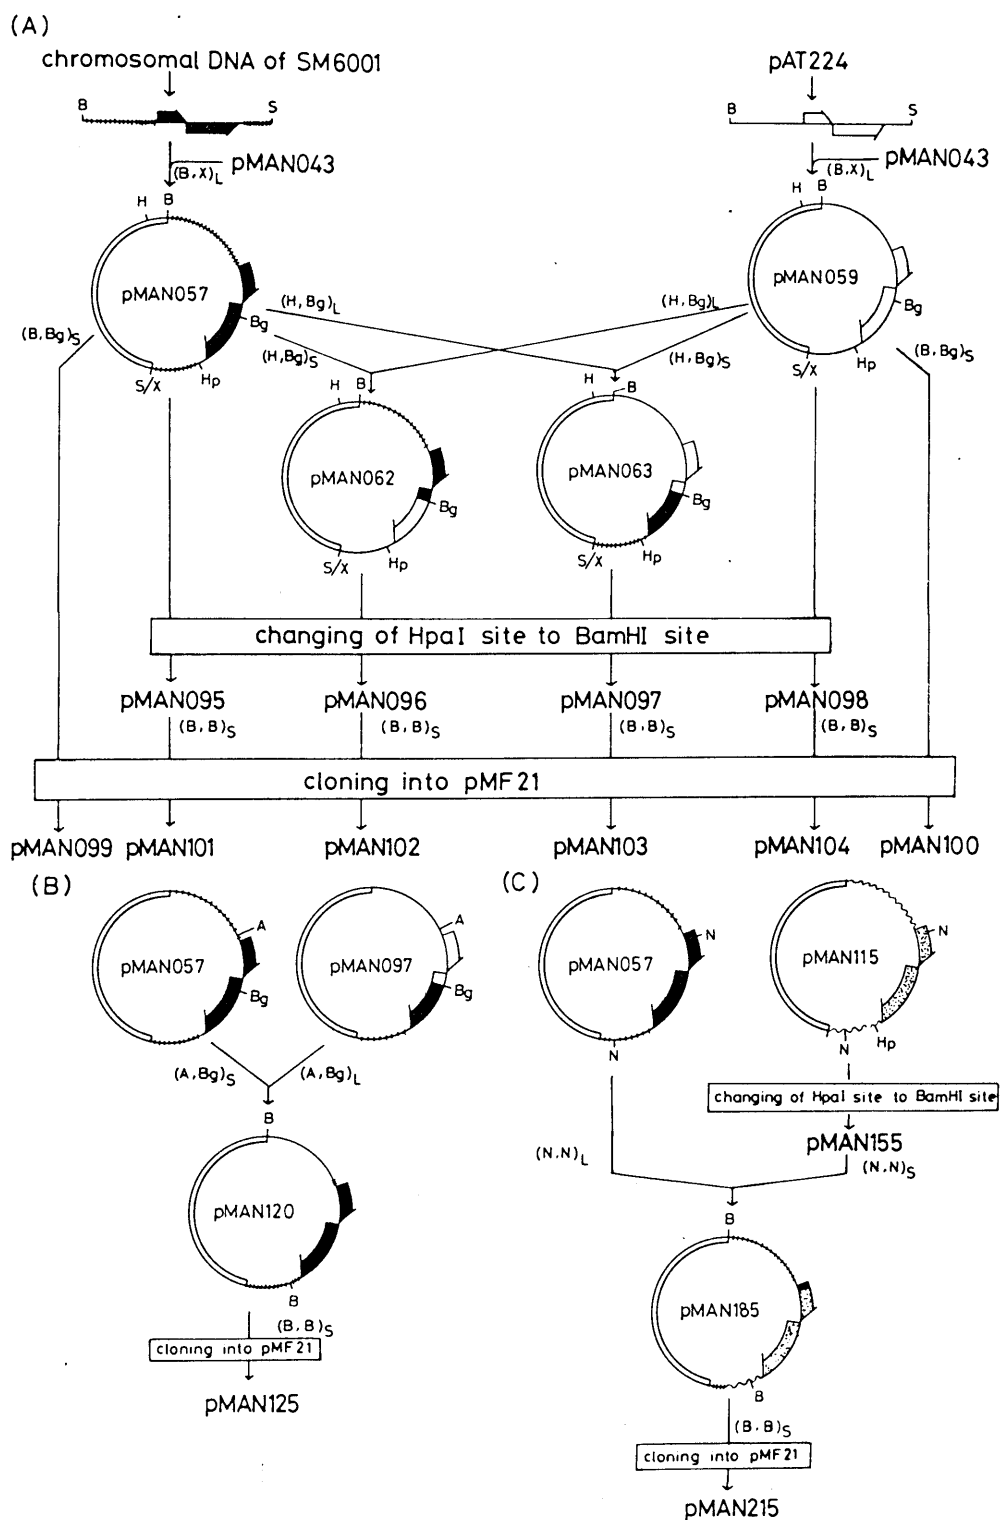 (A)
chromosomal DNA of SM6001
pAT224
B
S
B
S
pMAN043
(B,X)L
pMAN043
(B,X)L
H
B
H
B
pMAN057
pMAN059
(H,Bg)L
(H,Bg)L
Bg
Bg
(B,Bg)S
(H,Bg)S
(H,Bg)S
(B,Bg)S
S/X
Hp
S/X
Hp
H
B
H
B
pMAN062
pMAN063
Bg
Bg
S/X
Hp
S/X
Hp
changing of HpaI site to BamHI site
pMAN095
pMAN096
pMAN097
pMAN098
(B,B)S
(B,B)S
(B,B)S
(B,B)S
cloning into pMF21
pMAN099
pMAN101
pMAN102
pMAN103
pMAN104
pMAN100
(B)
A
A
pMAN057
pMAN097
Bg
Bg
(A,Bg)S
(A,Bg)L
B
pMAN120
B
(B,B)S
cloning into pMF21
pMAN125
(C)
N
N
pMAN057
pMAN115
N
N
Hp
changing of HpaI site to BamHI site
pMAN155
(N,N)L
(N,N)S
B
pMAN185
B
(B,B)S
cloning into pMF21
pMAN215